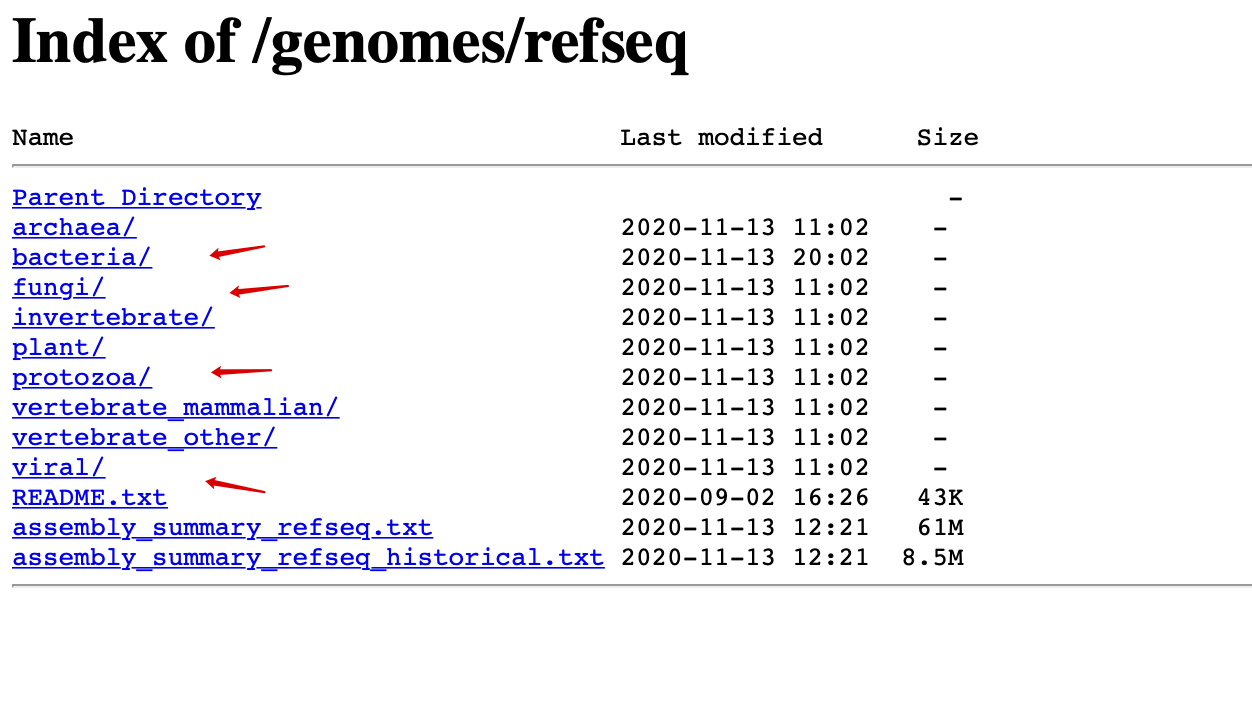 Index of /genomes/refseq
Name Last modified Size
Parent Directory -
archaea/ 2020-11-13 11:02 -
bacteria/ 2020-11-13 20:02 -
fungi/ 2020-11-13 11:02 -
invertebrate/ 2020-11-13 11:02 -
plant/ 2020-11-13 11:02 -
protozoa/ 2020-11-13 11:02 -
vertebrate_mammalian/ 2020-11-13 11:02 -
vertebrate_other/ 2020-11-13 11:02 -
viral/ 2020-11-13 11:02 -
README.txt 2020-09-02 16:26 43K
assembly_summary_refseq.txt 2020-11-13 12:21 61M
assembly_summary_refseq_historical.txt 2020-11-13 12:21 8.5M